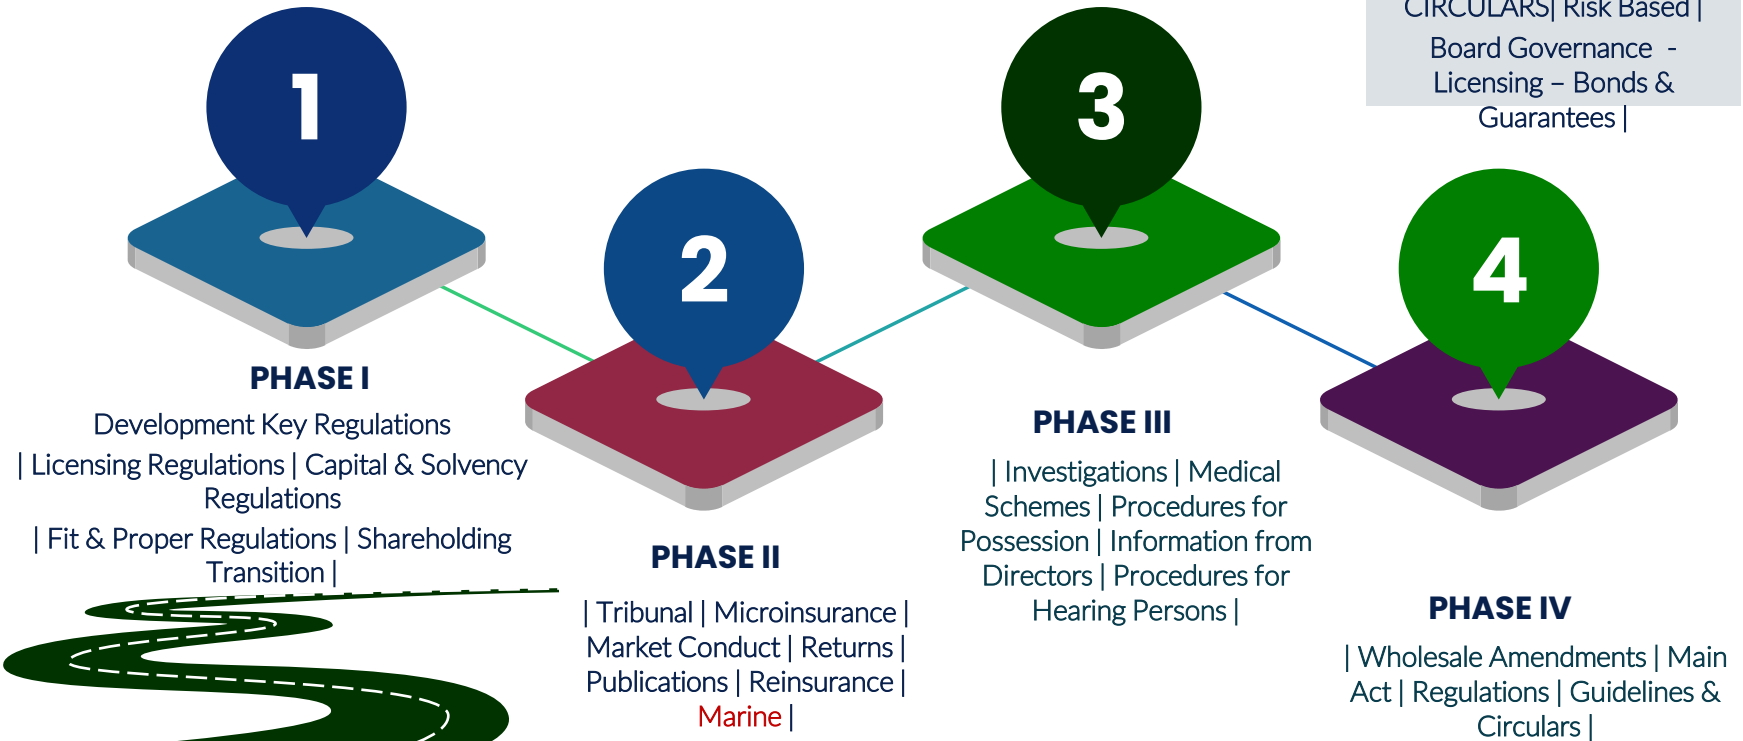 CIRCULARS| Risk Based |
Board Governance -
Licensing – Bonds &
Guarantees |
1
2
3
4
PHASE I
Development Key Regulations
| Licensing Regulations | Capital & Solvency
Regulations
| Fit & Proper Regulations | Shareholding
Transition |
PHASE II
| Tribunal | Microinsurance |
Market Conduct | Returns |
Publications | Reinsurance |
Marine |
PHASE III
| Investigations | Medical
Schemes | Procedures for
Possession | Information from
Directors | Procedures for
Hearing Persons |
PHASE IV
| Wholesale Amendments | Main
Act | Regulations | Guidelines &
Circulars |